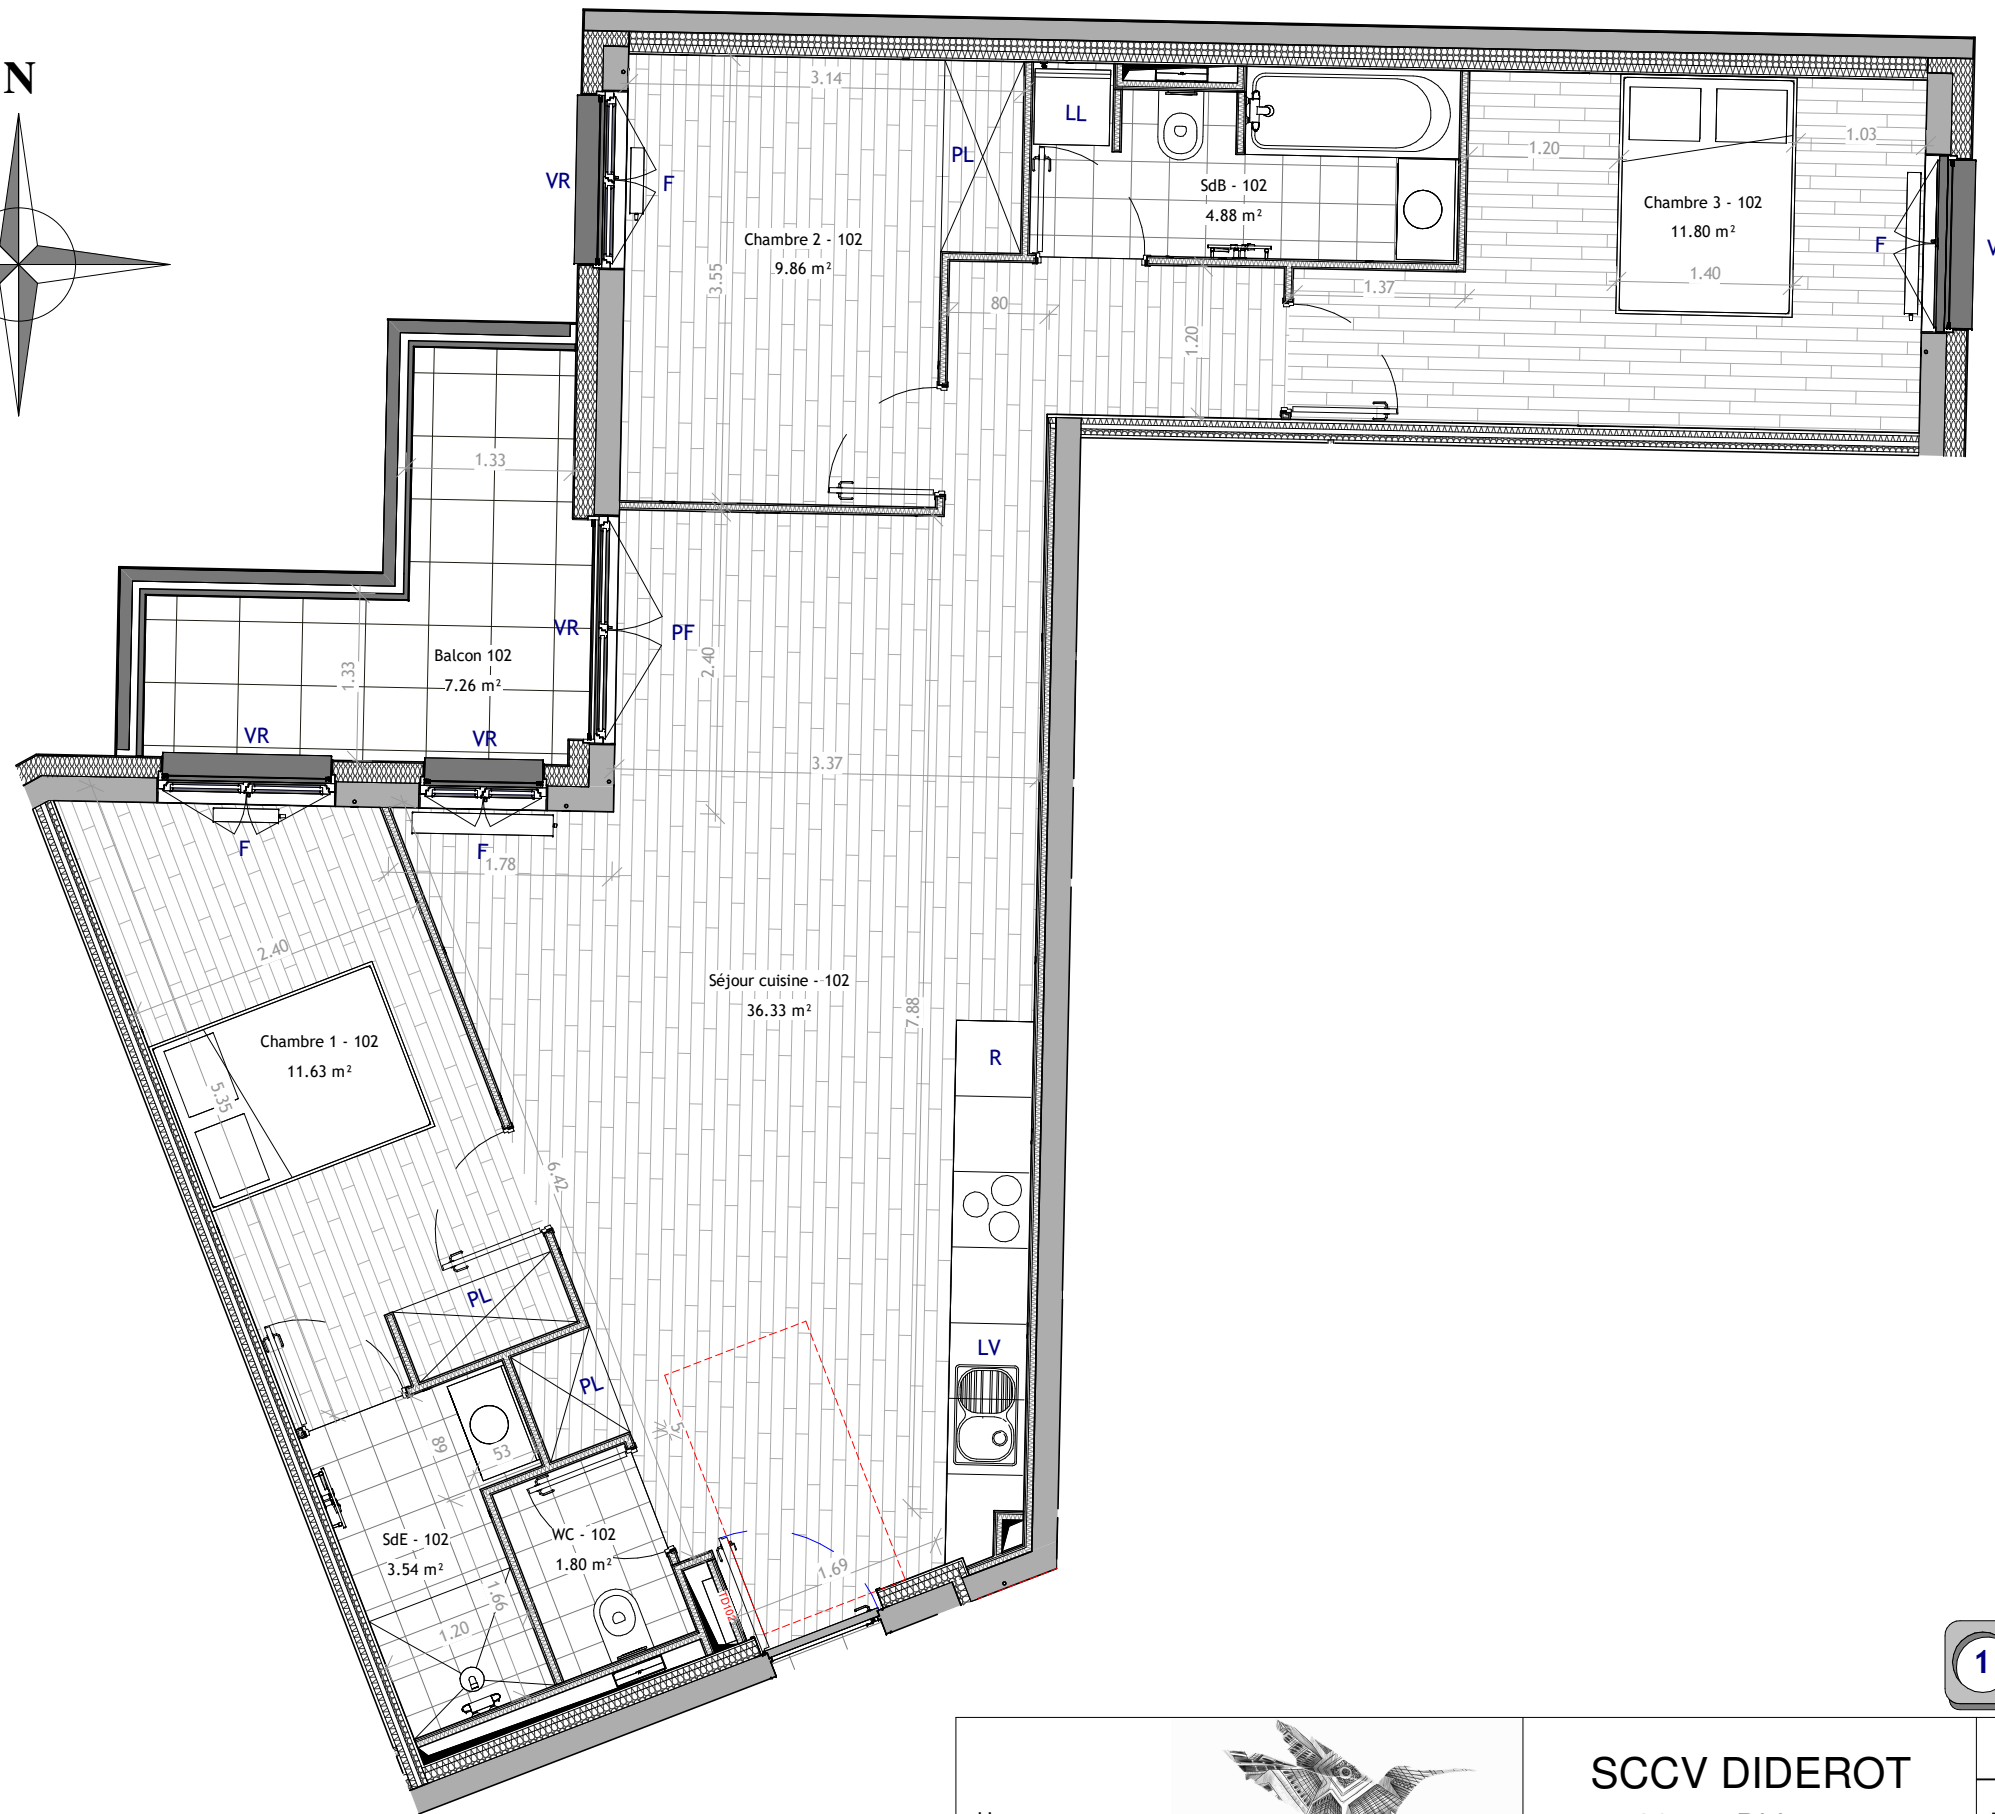 N
3.14
LL
PL
1.20
1.03
VR
F
SdB - 102
4.88 m²
Chambre 3 - 102
11.80 m²
Chambre 2 - 102
9.86 m²
F
3.55
1.40
1.37
80
1.20
1.33
VR
PF
Balcon 102
7.26 m²
2.40
1.33
VR
VR
3.37
F
F
1.78
2.40
Séjour cuisine - 102
36.33 m²
7.88
Chambre 1 - 102
11.63 m²
R
5.35
6.42
PL
LV
PL
5
89
53
SdE - 102
3.54 m²
WC - 102
1.80 m²
1.69
1.66
TD102
1.20
1
SCCV DIDEROT